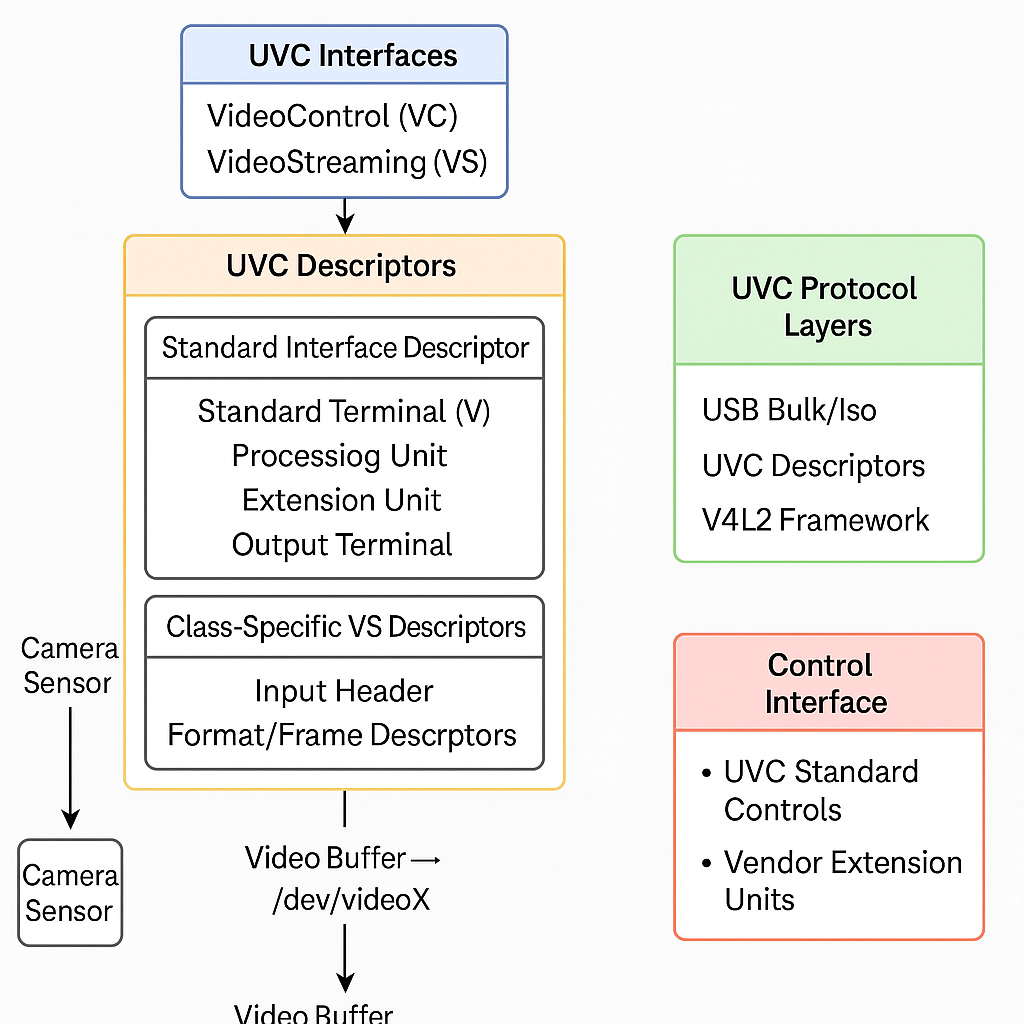 UVC Interfaces
VideoControl (VC)
VideoStreaming (VS)
UVC Descriptors
Standard Interface Descriptor
Standard Terminal (V)
Processiog Unit
Extension Unit
Output Terminal
Class-Specific VS Descriptors
Input Header
Format/Frame Descrptors
Camera
Sensor
Camera
Sensor
Video Buffer →
/dev/videoX
Video Buffer
UVC Protocol
Layers
USB Bulk/Iso
UVC Descriptors
V4L2 Framework
Control
Interface
• UVC Standard
Controls
• Vendor Extension
Units